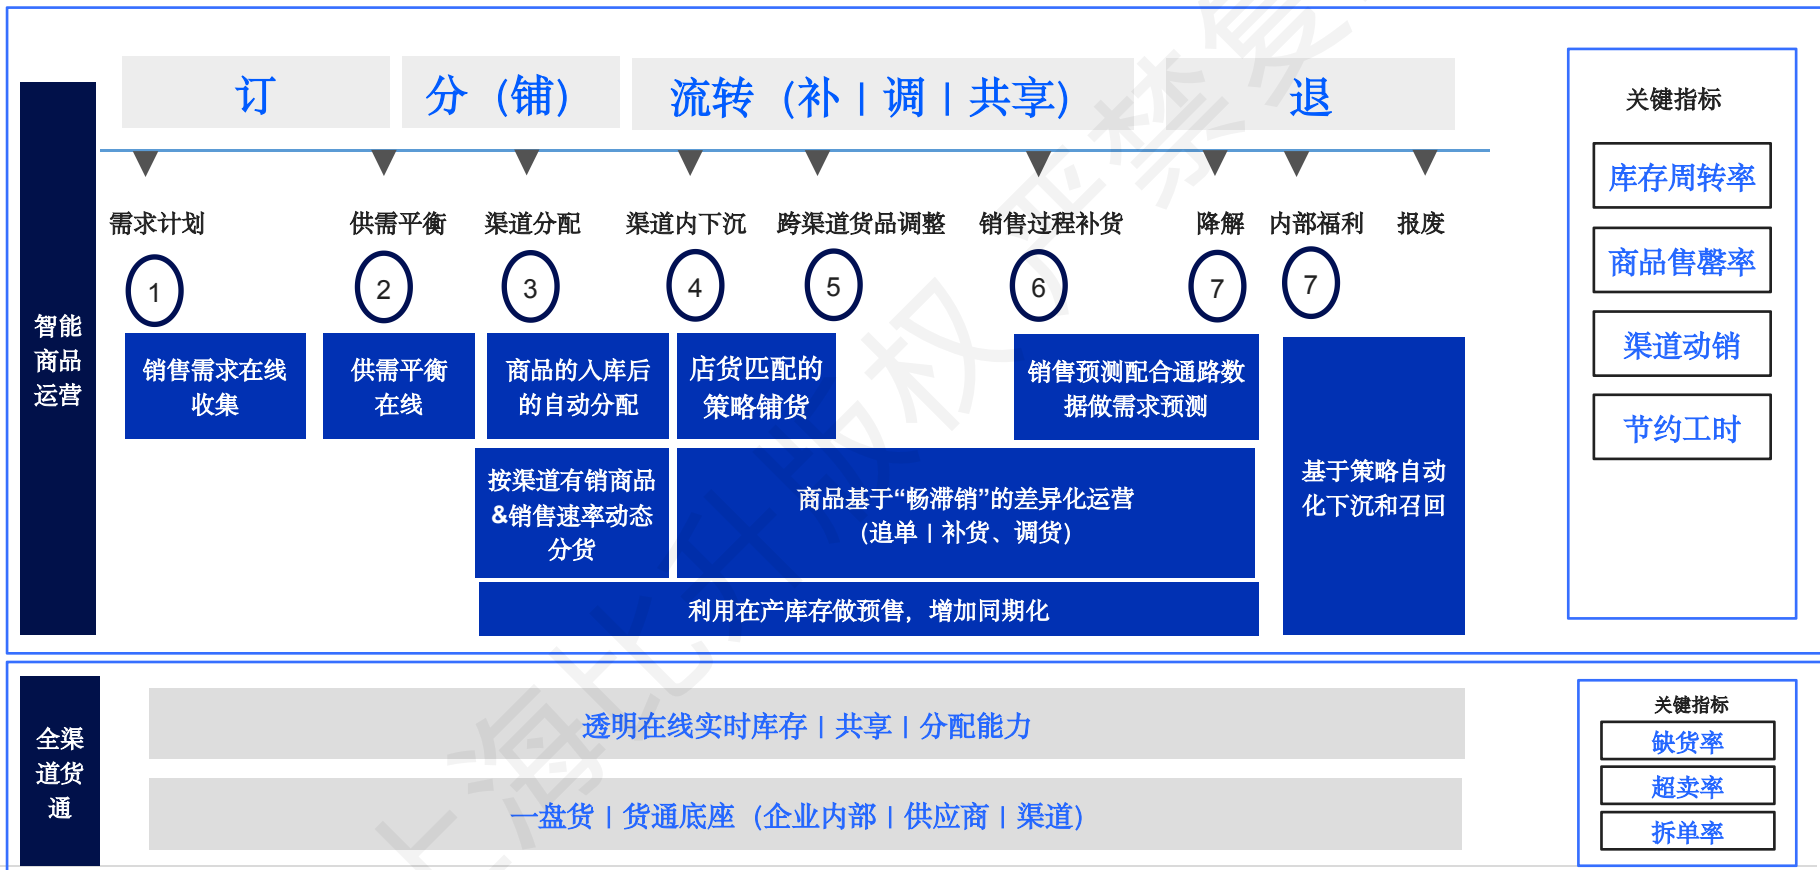 订
分（铺）
流转（补 | 调 | 共享）
退
需求计划
供需平衡
渠道分配
渠道内下沉
跨渠道货品调整
销售过程补货
降解
内部福利
报废
1
2
3
4
5
6
7
7
智能
商品
运营
销售需求在线
收集
供需平衡
在线
商品的入库后
的自动分配
店货匹配的
策略铺货
销售预测配合通路数
据做需求预测
基于策略自动
化下沉和召回
按渠道有销商品
&销售速率动态
分货
商品基于“畅滞销”的差异化运营
（追单 | 补货、调货）
利用在产库存做预售，增加同期化
关键指标
库存周转率
商品售罄率
渠道动销
节约工时
全渠
道货
通
透明在线实时库存 | 共享 | 分配能力
一盘货 | 货通底座（企业内部 | 供应商 | 渠道）
关键指标
缺货率
超卖率
拆单率